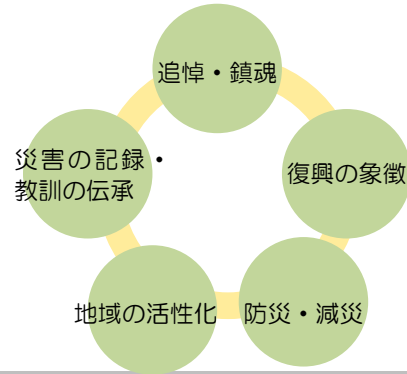 追悼・鎮魂
災害の記録・
教訓の伝承
復興の象徴
地域の活性化
防災・減災